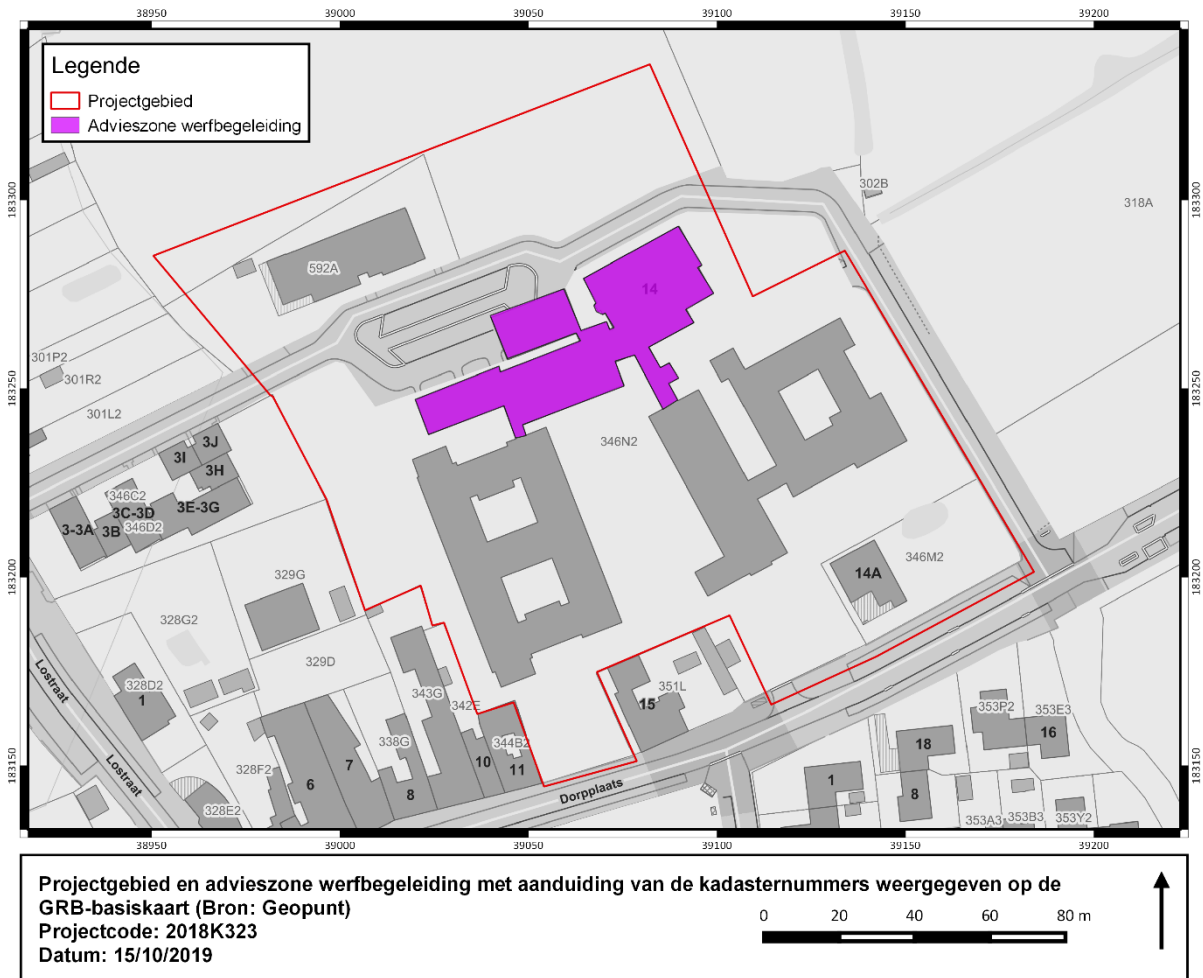 38950 39000 39050 39100 39150 39200
Legende
Projectgebied
Advieszone werfbegeleiding
183300
183300
302B
318A
592A
14
301P2
301R2
183250
183250
301L2
3J
3I
3H
346N2
346C2
3C-3D
3E-3G
3-3A
3B
346D2
183200
183200
346M2
14A
329G
328G2
329D
Lostraat
328D2
1
351L
15
343G
342E
353P2
353E3
338G
344B2
18
16
183150
183150
328F2
Lostraat
6
7
10
11
8
Dorpplaats
1
8
328E2
353A3
353B3
353Y2
38950 39000 39050 39100 39150 39200
Projectgebied en advieszone werfbegeleiding met aanduiding van de kadasternummers weergegeven op de
GRB-basiskaart (Bron: Geopunt)
Projectcode: 2018K323
Datum: 15/10/2019
0 20 40 60 80 m